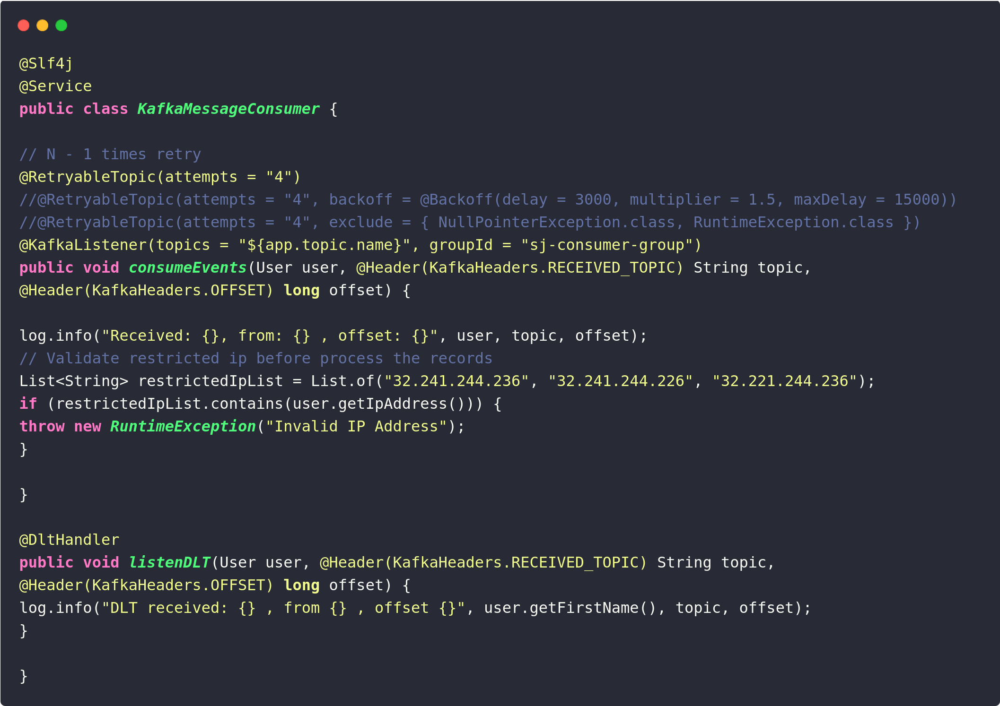 @Slf4j
@Service
public class KafkaMessageConsumer {
// N - 1 times retry
@RetryableTopic(attempts = "4")
//@RetryableTopic(attempts = "4", backoff = @Backoff(delay = 3000, multiplier = 1.5, maxDelay = 15000))
//@RetryableTopic(attempts = "4", exclude = { NullPointerException.class, RuntimeException.class })
@KafkaListener(topics = "${app.topic.name}", groupId = "sj-consumer-group")
public void consumeEvents(User user, @Header(KafkaHeaders.RECEIVED_TOPIC) String topic,
@Header(KafkaHeaders.OFFSET) long offset) {
log.info("Received: {}, from: {} , offset: {}", user, topic, offset);
// Validate restricted ip before process the records
List<String> restrictedIpList = List.of("32.241.244.236", "32.241.244.226", "32.221.244.236");
if (restrictedIpList.contains(user.getIpAddress())) {
throw new RuntimeException("Invalid IP Address");
}
}
@DltHandler
public void listenDLT(User user, @Header(KafkaHeaders.RECEIVED_TOPIC) String topic,
@Header(KafkaHeaders.OFFSET) long offset) {
log.info("DLT received: {} , from {} , offset {}", user.getFirstName(), topic, offset);
}
}